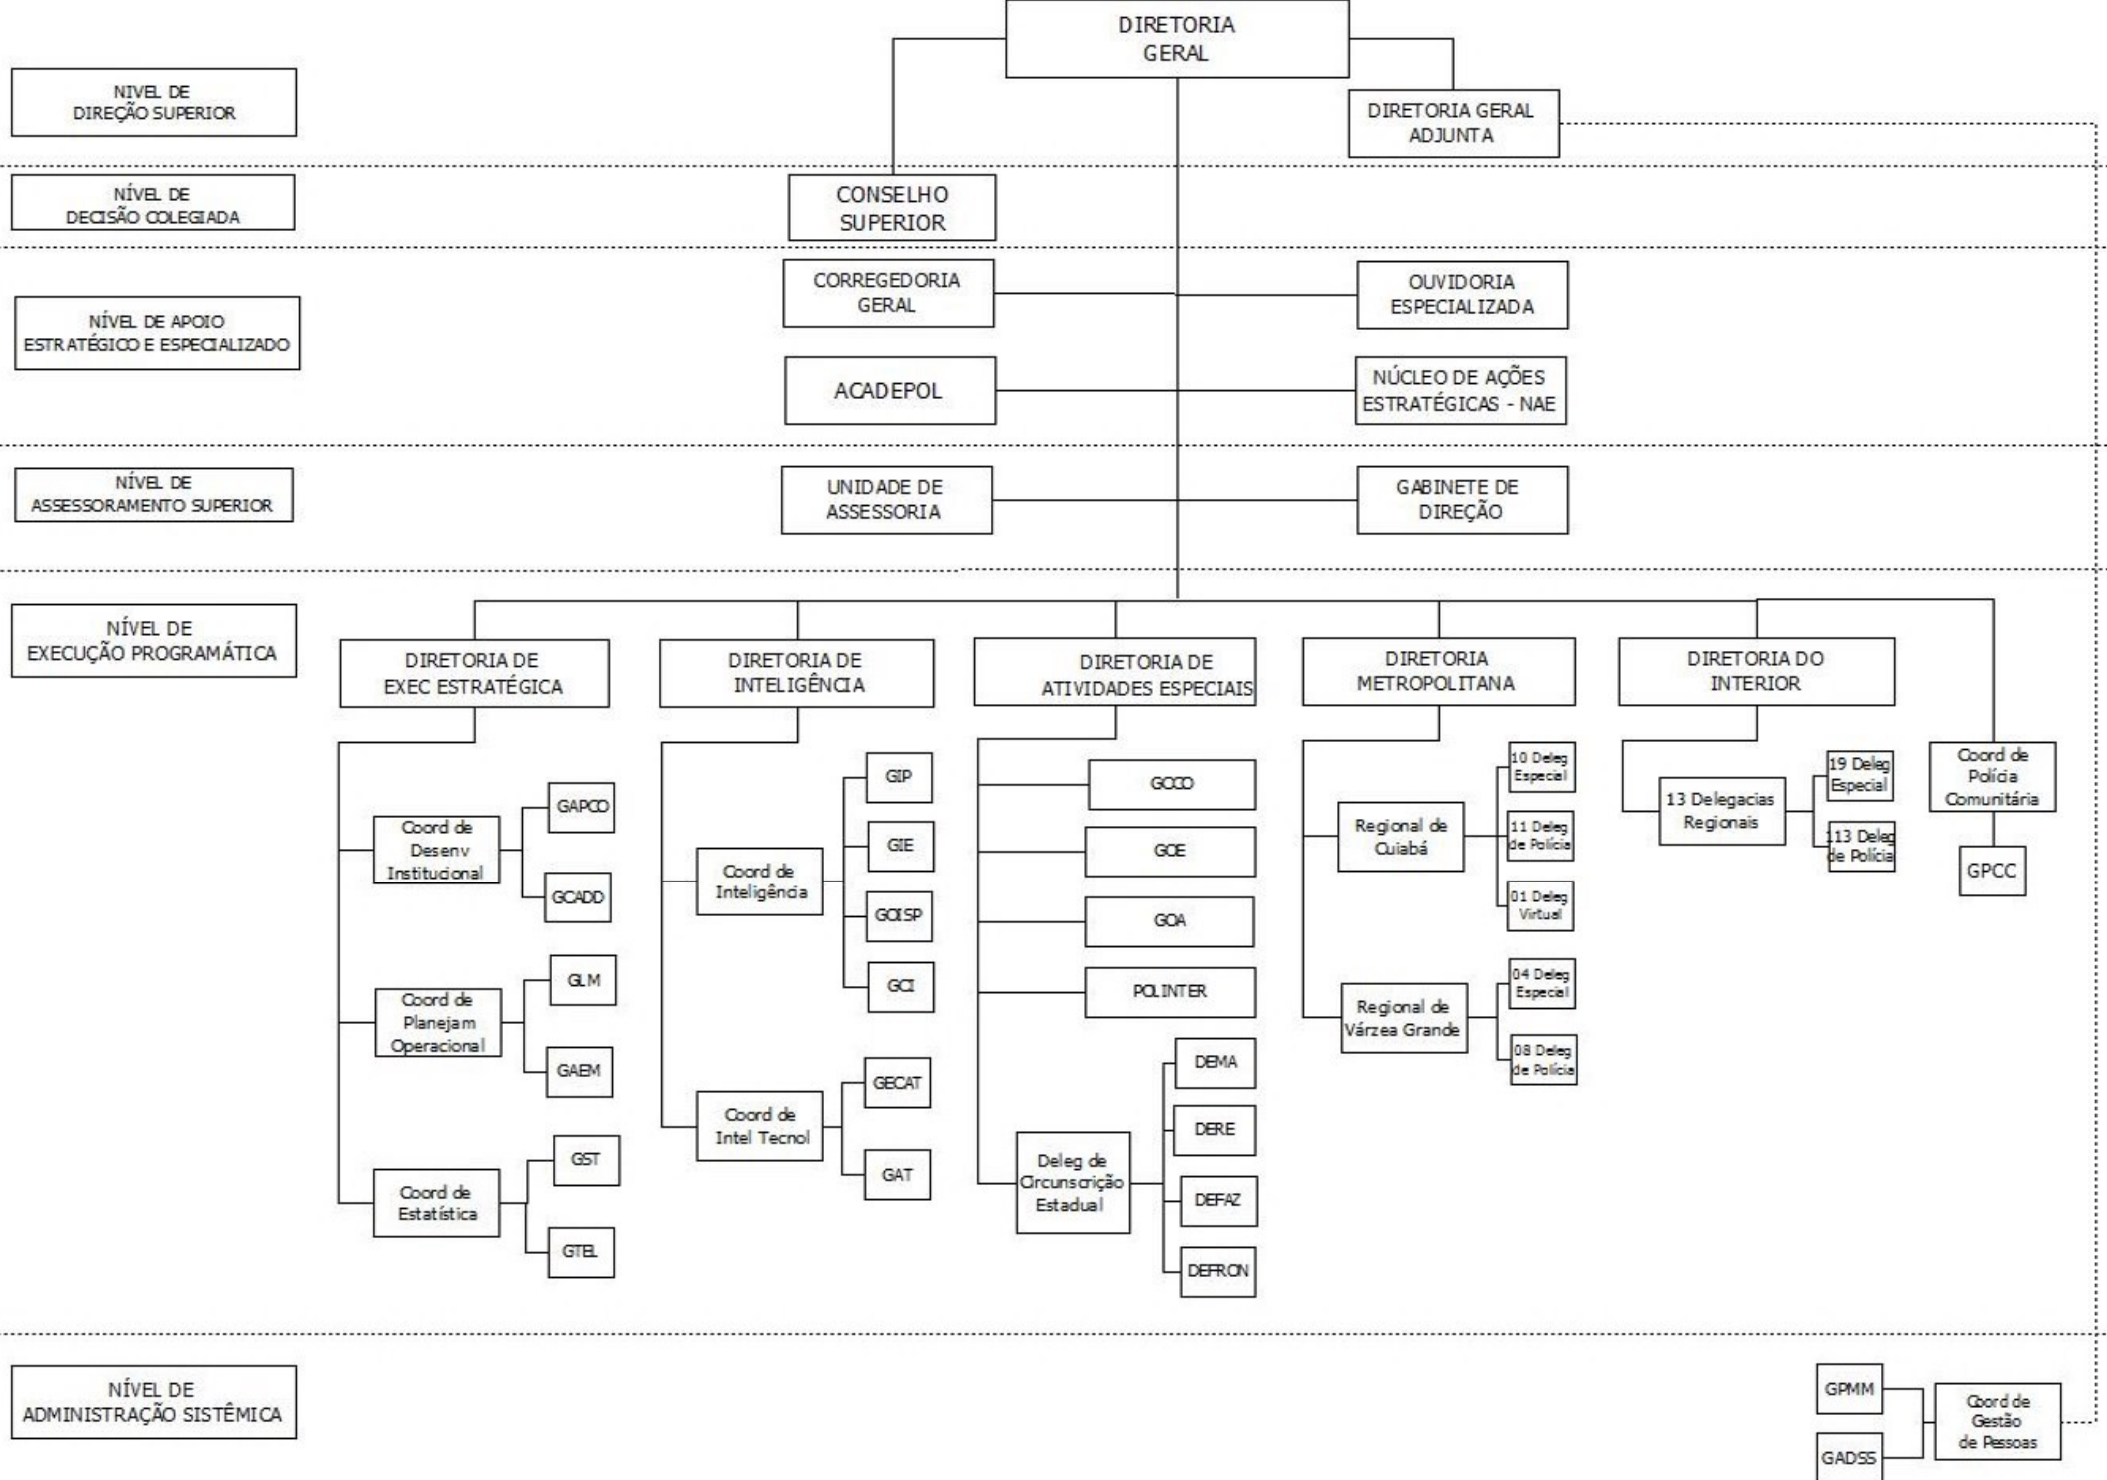 DIRETORIA
GERAL
NIVEL DE
DIREÇÃO SUPERIOR
DIRETORIA GERAL
ADJUNTA
NÍVEL DE
DECISÃO COLEGIADA
CONSELHO
SUPERIOR
NÍVEL DE APOIO
ESTRATÉGICO E ESPECIALIZADO
CORREGEDORIA
GERAL
OUVIDORIA
ESPECIALIZADA
ACADEPOL
NÚCLEO DE AÇÕES
ESTRATÉGICAS - NAE
NÍVEL DE
ASSESSORAMENTO SUPERIOR
UNIDADE DE
ASSESSORIA
GABINETE DE
DIREÇÃO
NÍVEL DE
EXECUÇÃO PROGRAMÁTICA
DIRETORIA DE
EXEC ESTRATÉGICA
Coord de
Desenv
Institucional
GAPCO
GCADD
Coord de
Planejam
Operacional
GLM
GAEM
Coord de
Estatística
GST
GTEL
DIRETORIA DE
INTELIGÊNCIA
Coord de
Inteligência
GIP
GIE
GOISP
GCI
Coord de
Intel Tecnol
GECAT
GAT
DIRETORIA DE
ATIVIDADES ESPECIAIS
GCCO
GOE
GOA
POLINTER
Deleg de
Circunscrição
Estadual
DEMA
DERE
DEFAZ
DEFRON
DIRETORIA
METROPOLITANA
Regional de
Cuiabá
10 Deleg
Especial
11 Deleg
de Polícia
01 Deleg
Virtual
Regional de
Várzea Grande
04 Deleg
Especial
08 Deleg
de Polícia
DIRETORIA DO
INTERIOR
13 Delegacias
Regionais
19 Deleg
Especial
113 Deleg
de Polícia
Coord de
Polícia
Comunitária
GPCC
NÍVEL DE
ADMINISTRAÇÃO SISTÊMICA
GPMM
GADSS
Coord de
Gestão
de Pessoas